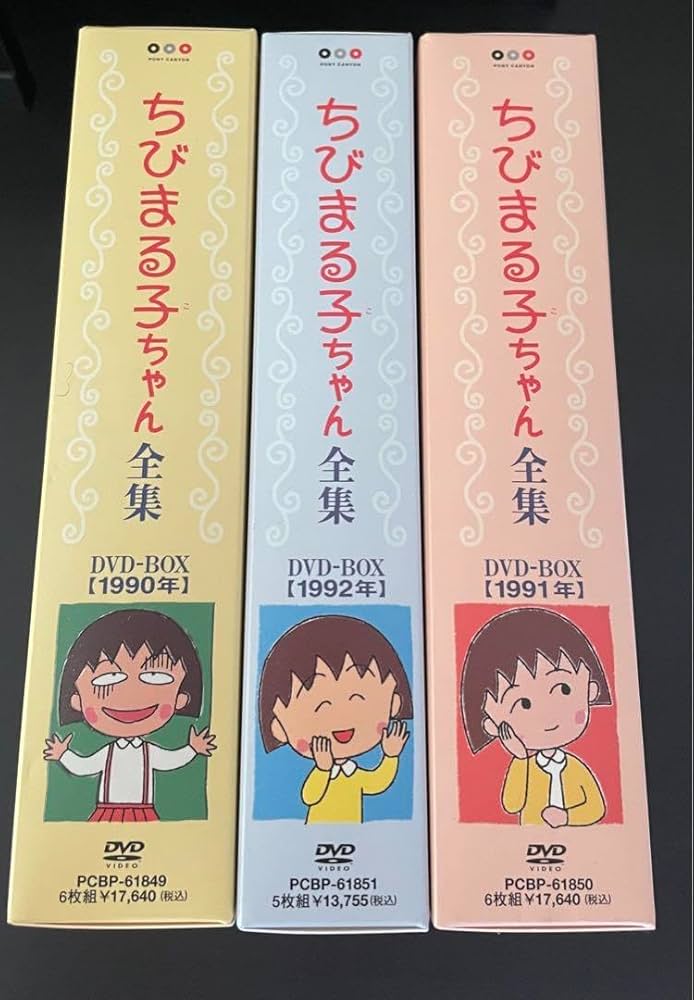 PONY CANYON
ちびまる子ちゃん
こ
全集
DVD-BOX
【1990年】
DVD
VIDEO
PCBP-61849
6枚組¥17,640(税込)
PONY CANYON
ちびまる子ちゃん
こ
全集
DVD-BOX
【1992年】
DVD
VIDEO
PCBP-61851
5枚組¥13,755(税込)
PONY CANYON
ちびまる子ちゃん
こ
全集
DVD-BOX
【1991年】
DVD
VIDEO
PCBP-61850
6枚組¥17,640(税込)